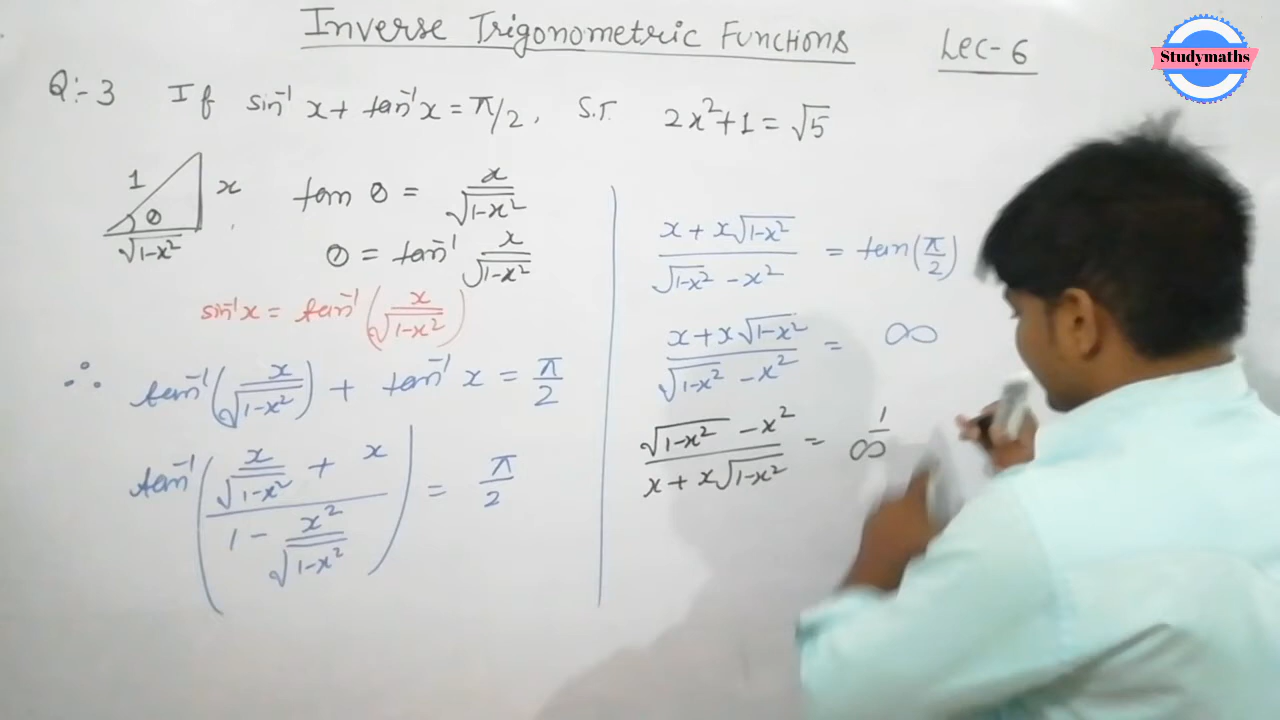 Inverse Trigonometric Functions
Lec-6
Studymaths
Q:-3 If sin⁻¹ x + tan⁻¹ x = π/2, S.T. 2x²+1 = √5
1 x θ √(1-x²)
tan θ = x/√(1-x²)
θ = tan⁻¹ x/√(1-x²)
sin⁻¹x = tan⁻¹(x/√(1-x²))
∴ tan⁻¹(x/√(1-x²)) + tan⁻¹ x = π/2
tan⁻¹((x/√(1-x²) + x)/(1 - x²/√(1-x²))) = π/2
(x + x√(1-x²))/(√(1-x²) - x²) = tan(π/2)
(x + x√(1-x²))/(√(1-x²) - x²) = ∞
(√(1-x²) - x²)/(x + x√(1-x²)) = 1/∞